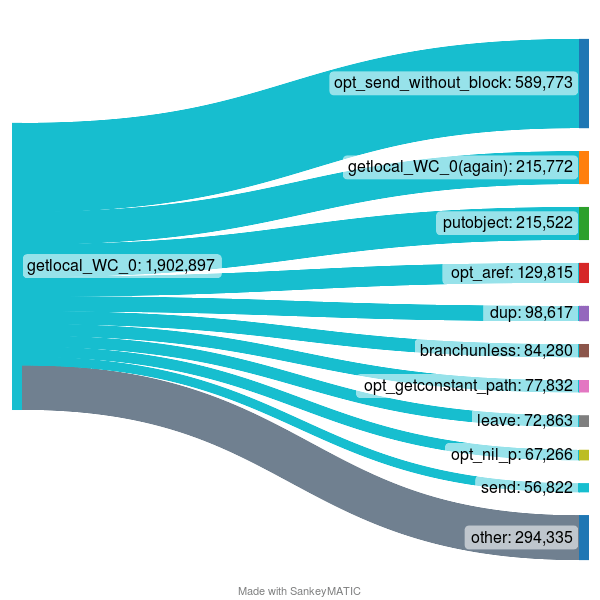 opt_send_without_block: 589,773
getlocal_WC_0(again): 215,772
putobject: 215,522
getlocal_WC_0: 1,902,897
opt_aref: 129,815
dup: 98,617
branchunless: 84,280
opt_getconstant_path: 77,832
leave: 72,863
opt_nil_p: 67,266
send: 56,822
other: 294,335
Made with SankeyMATIC